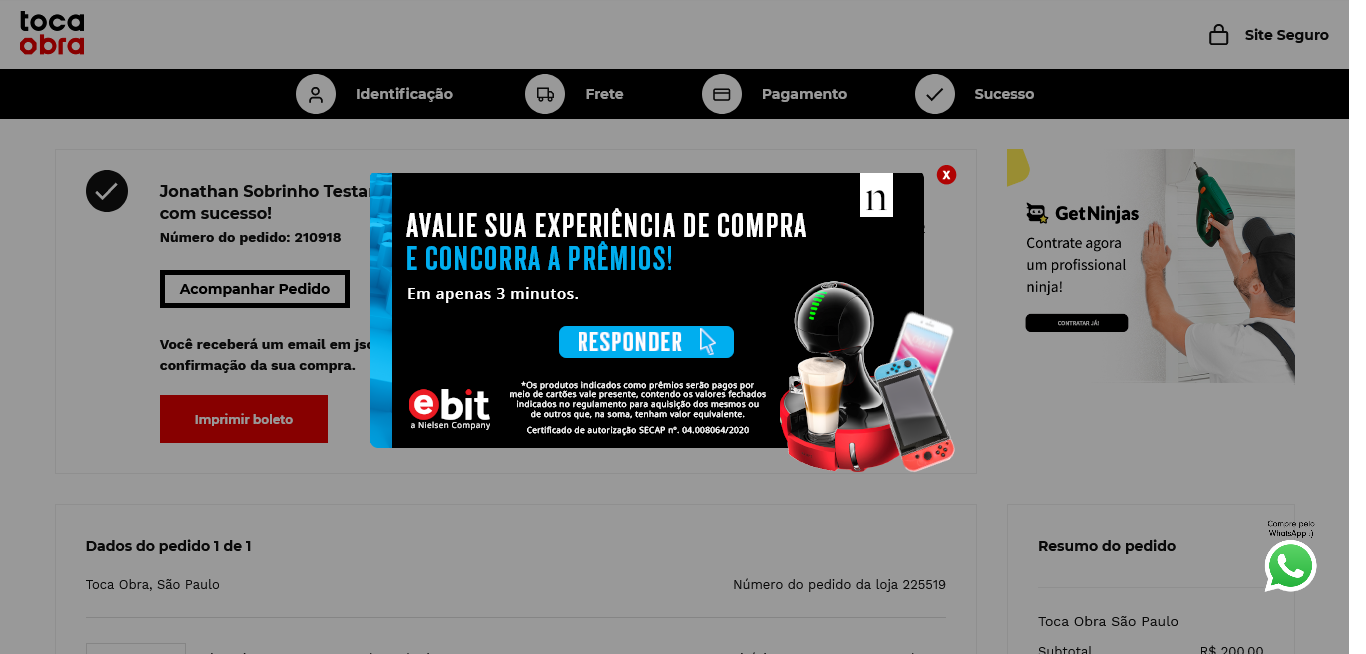 toca
obra
Site Seguro
Identificação
Frete
Pagamento
Sucesso
Jonathan Sobrinho
com sucesso!
Número do pedido: 210918
Acompanhar Pedido
Você receberá um email em
confirmação da sua compra.
Imprimir boleto
x
n
AVALIE SUA EXPERIÊNCIA DE COMPRA
E CONCORRA A PRÊMIOS!
Em apenas 3 minutos.
RESPONDER
*Os produtos indicados como prêmios serão pagos por
meio de cartões vale presente, contendo os valores fechados
indicados no regulamento para aquisição dos mesmos ou
de outros que, na soma, tenham valor equivalente.
Certificado de autorização SECAP nº. 04.008064/2020
ebit
a Nielsen Company
GetNinjas
Contrate agora
um profissional
ninja!
CONTRATAR JÁ!
Dados do pedido 1 de 1
Toca Obra, São Paulo
Número do pedido da loja 225519
Resumo do pedido
Compre pelo
WhatsApp :)
Toca Obra São Paulo
Subtotal
R$ 200,00